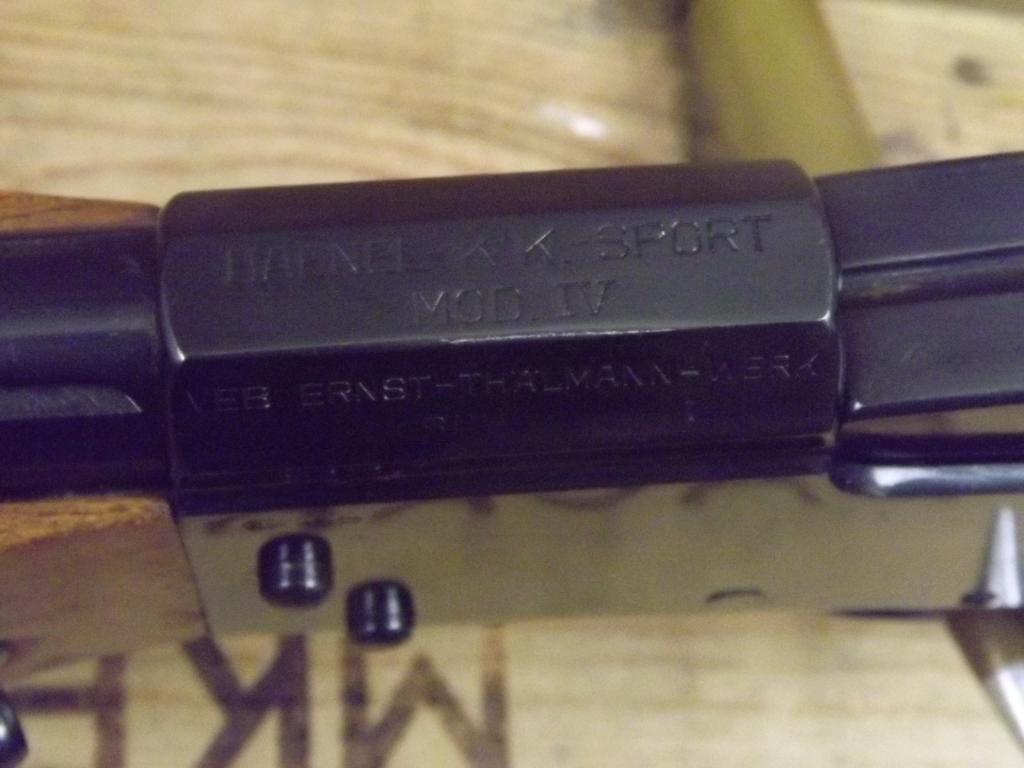 HAENEL - K.K. - SPORT
MOD. IV
VEB ERNST-THÄLMANN-WERK